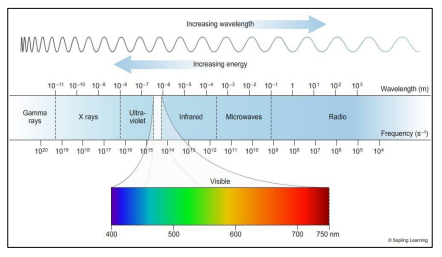 Increasing wavelength
Increasing energy
10⁻¹¹ 10⁻¹⁰ 10⁻⁹ 10⁻⁸ 10⁻⁷ 10⁻⁶ 10⁻⁵ 10⁻⁴ 10⁻³ 10⁻² 10⁻¹ 1 10¹ 10² 10³ Wavelength (m)
Gamma rays X rays Ultra-violet Infrared Microwaves Radio
Frequency (s⁻¹)
10²⁰ 10¹⁹ 10¹⁸ 10¹⁷ 10¹⁶ 10¹⁵ 10¹⁴ 10¹³ 10¹² 10¹¹ 10¹⁰ 10⁹ 10⁸ 10⁷ 10⁶ 10⁵ 10⁴
Visible
400 500 600 700 750 nm
© Sapling Learning